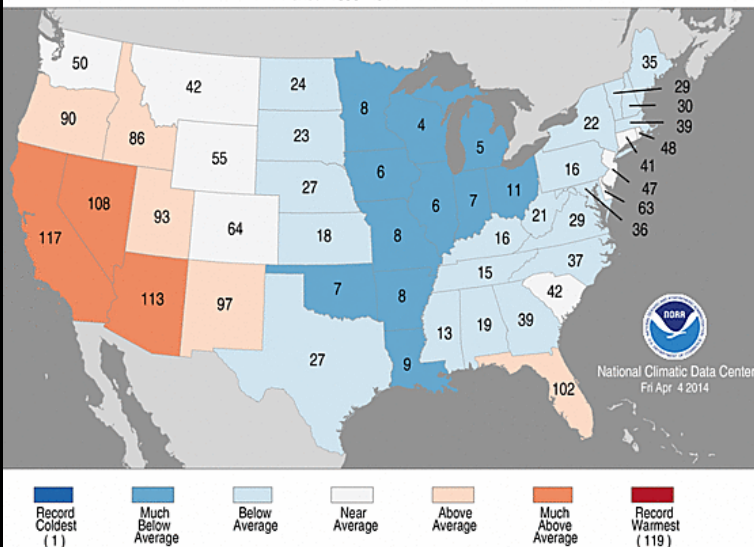 50
42
24
8
4
5
35
29
30
39
48
41
47
63
36
90
86
55
23
6
22
16
108
93
64
27
6
7
11
21
29
117
18
8
16
37
113
97
7
8
15
42
27
9
13
19
39
102
NOAA
National Climatic Data Center
Fri Apr 4 2014
Record
Coldest
(1)
Much
Below
Average
Below
Average
Near
Average
Above
Average
Much
Above
Average
Record
Warmest
(119)